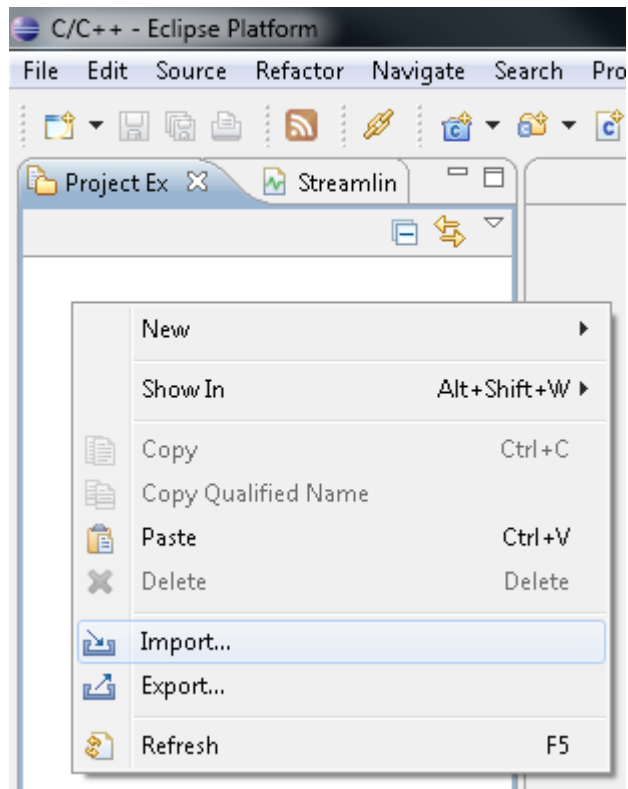 C/C++ - Eclipse Platform
File Edit Source Refactor Navigate Search Pro
Project Ex Streamlin
New
Show In Alt+Shift+W
Copy Ctrl+C
Copy Qualified Name
Paste Ctrl+V
Delete Delete
Import...
Export...
Refresh F5